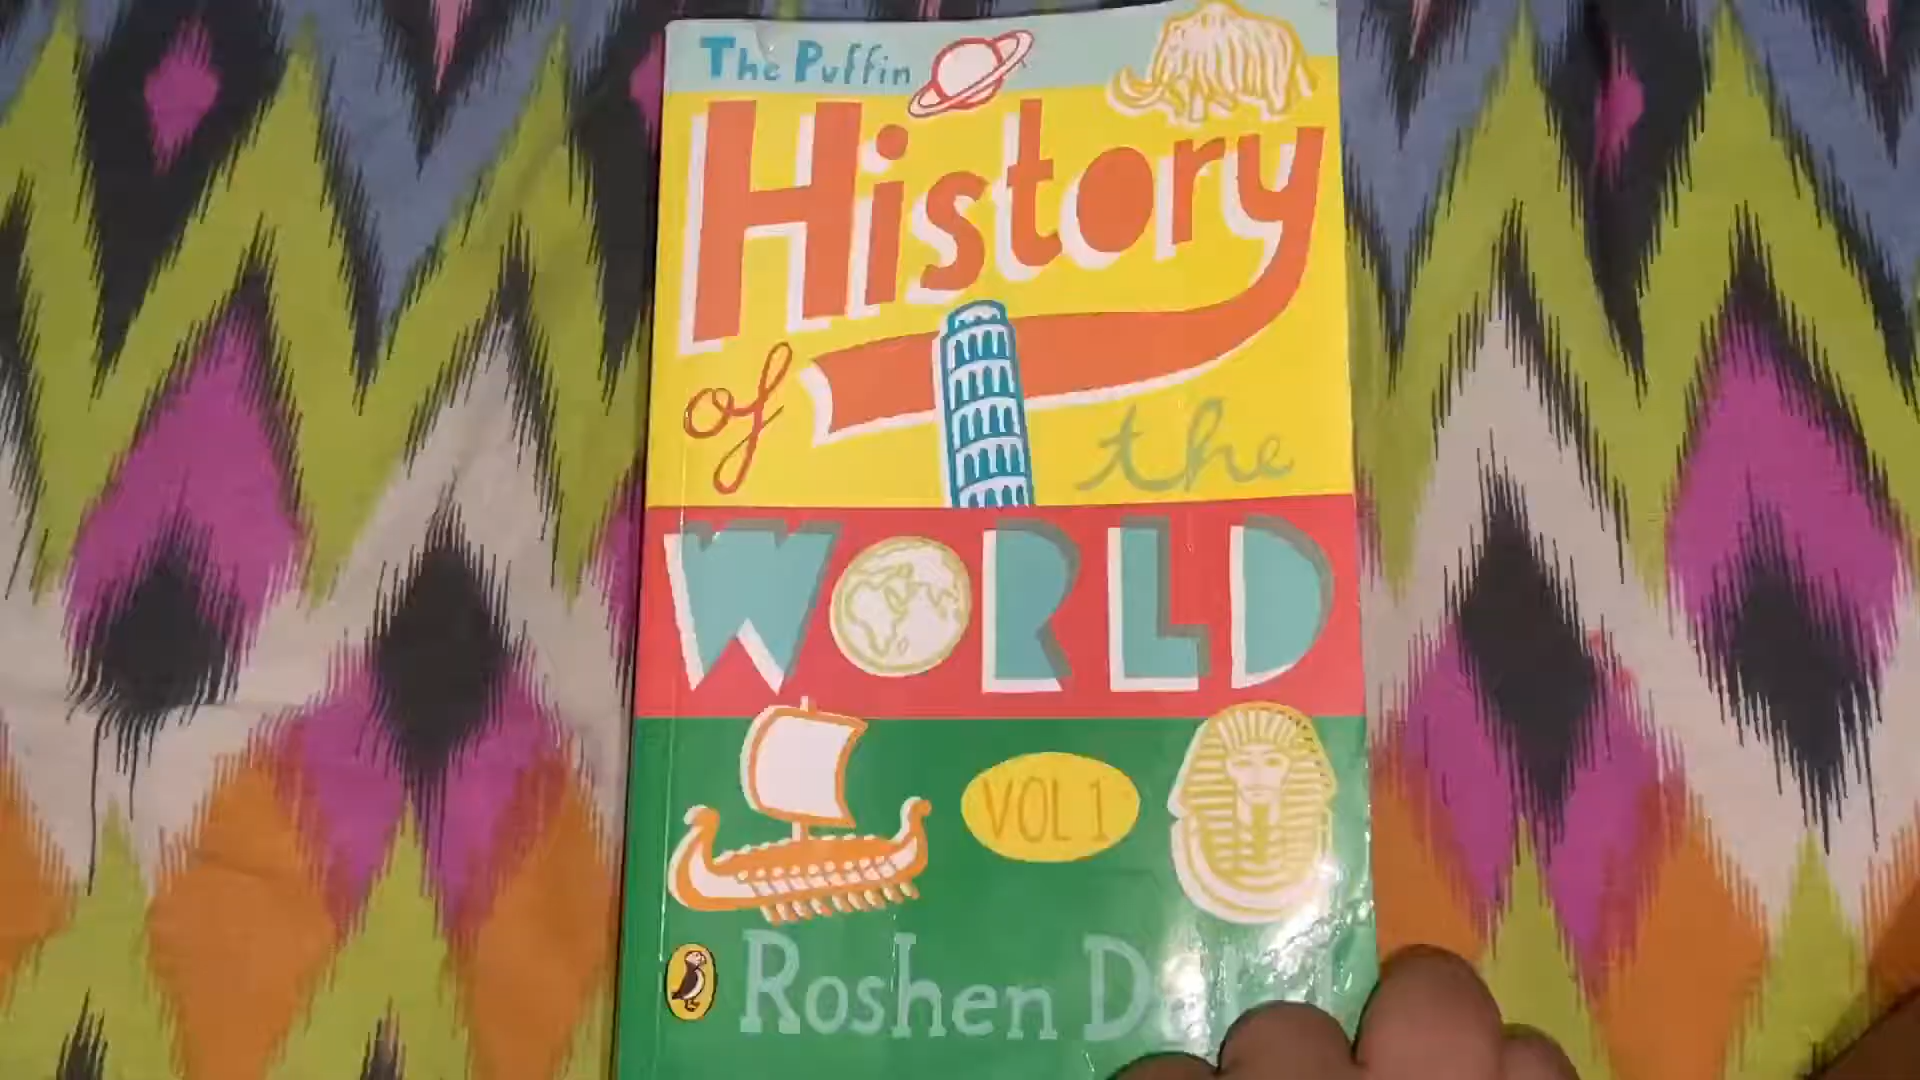 The Puffin
History
of the
WORLD
VOL 1
Roshen